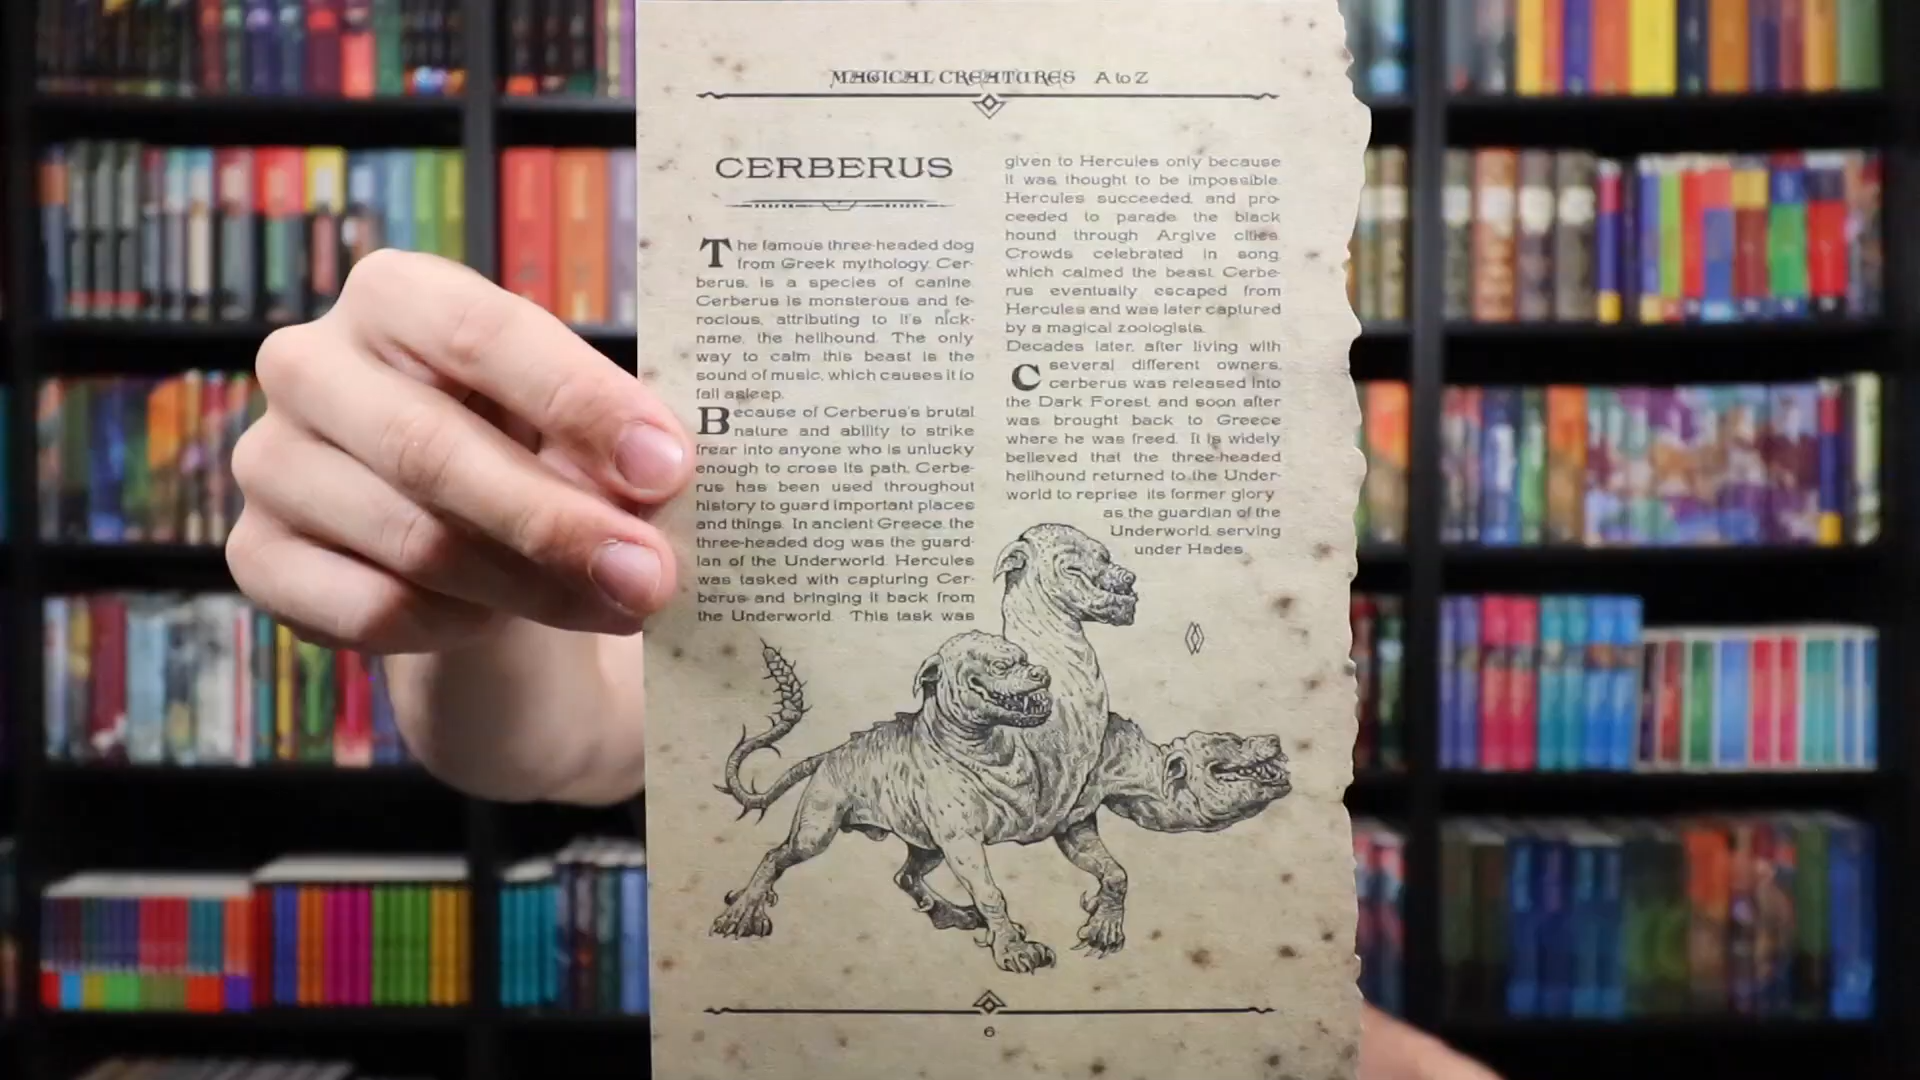 MAGICAL CREATURES A to Z
CERBERUS
The famous three-headed dog
from Greek mythology, Cer-
berus, is a species of canine.
Cerberus is monsterous and fe-
rocious, attributing to it's nick-
name, the hellhound. The only
way to calm this beast is the
sound of music, which causes it to
fall asleep.
Because of Cerberus's brutal
nature and ability to strike
frear into anyone who is unlucky
enough to cross its path, Cerbe-
rus has been used throughout
history to guard important places
and things. In ancient Greece, the
three-headed dog was the guard-
ian of the Underworld. Hercules
was tasked with capturing Cer-
berus and bringing it back from
the Underworld. This task was
given to Hercules only because
it was thought to be impossible.
Hercules succeeded, and pro-
ceeded to parade the black
hound through Argive cities.
Crowds celebrated in song
which calmed the beast. Cerbe-
rus eventually escaped from
Hercules and was later captured
by a magical zoologists.
Decades later, after living with
C several different owners,
cerberus was released into
the Dark Forest and soon after
was brought back to Greece
where he was freed. It is widely
believed that the three-headed
hellhound returned to the Under-
world to reprise its former glory
as the guardian of the
Underworld, serving
under Hades.
6